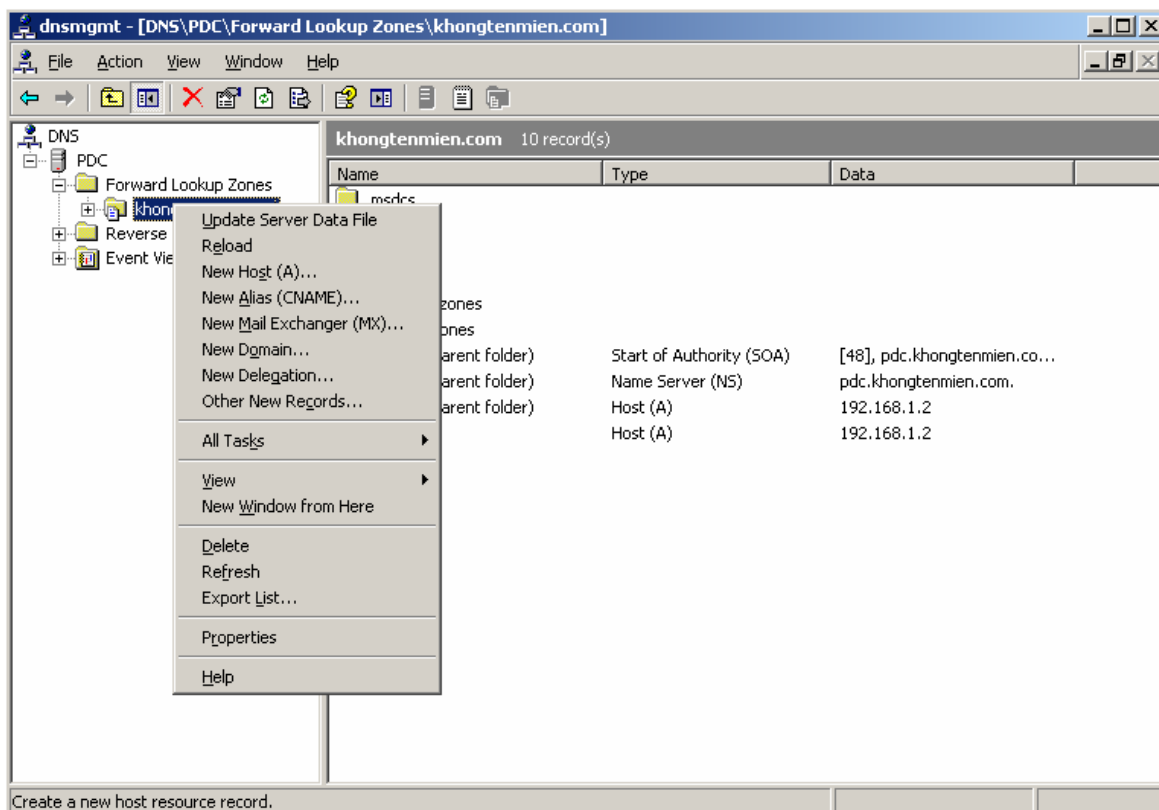 dnsmgmt - [DNS\PDC\Forward Lookup Zones\khongtenmien.com]
File Action View Window Help
DNS
PDC
Forward Lookup Zones
Reverse
khongtenmien.com 10 record(s)
Name Type Data
msdcs
Update Server Data File
Reload
New Host (A)...
New Alias (CNAME)...
New Mail Exchanger (MX)...
New Domain...
New Delegation...
Other New Records...
All Tasks
View
New Window from Here
Delete
Refresh
Export List...
Properties
Help
zones
arent folder) Start of Authority (SOA) [48], pdc.khongtenmien.co...
arent folder) Name Server (NS) pdc.khongtenmien.com.
arent folder) Host (A) 192.168.1.2
Host (A) 192.168.1.2
Create a new host resource record.